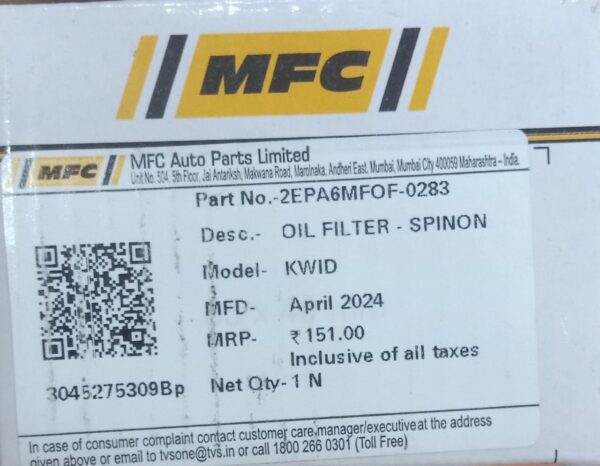 MFC
MFC
MFC Auto Parts Limited
Unit No. 504, 5th Floor, Jai Antariksh, Makwana Road, Marolnaka, Andheri East, Mumbai, Mumbai City 400059 Maharashtra - India.
Part No.-2EPA6MFOF-0283
Desc.- OIL FILTER - SPINON
Model- KWID
MFD- April 2024
MRP- ₹ 151.00
Inclusive of all taxes
3045275309Bp
Net Qty- 1 N
In case of consumer complaint contact customer care manager/executive at the address
given above or email to tvsone@tvs.in or call 1800 266 0301 (Toll Free)